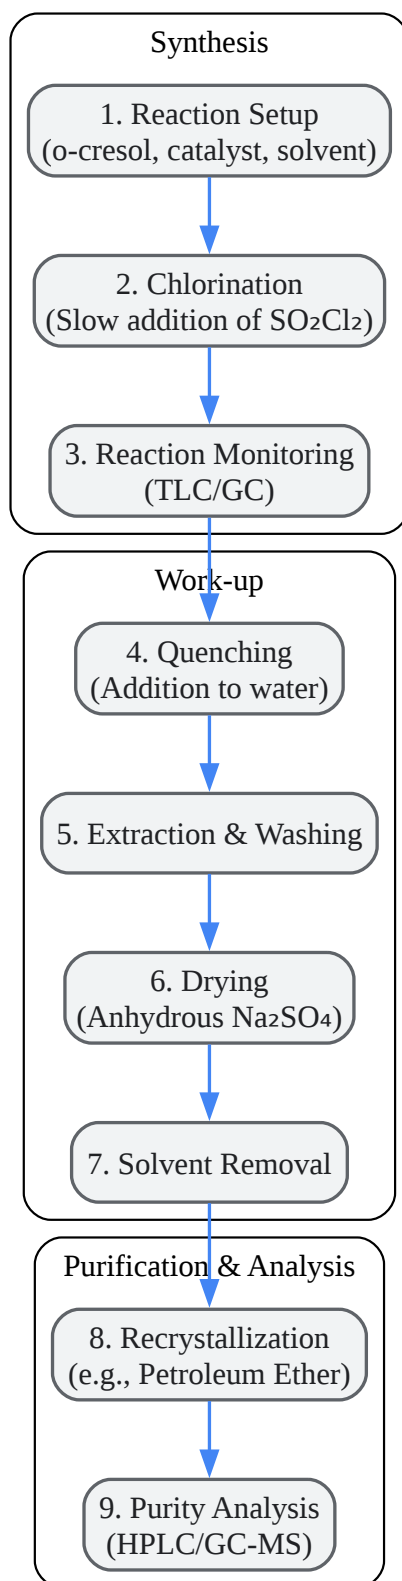 Synthesis
1. Reaction Setup
(o-cresol, catalyst, solvent)
2. Chlorination
(Slow addition of SO₂Cl₂)
3. Reaction Monitoring
(TLC/GC)
Work-up
4. Quenching
(Addition to water)
5. Extraction & Washing
6. Drying
(Anhydrous Na₂SO₄)
7. Solvent Removal
Purification & Analysis
8. Recrystallization
(e.g., Petroleum Ether)
9. Purity Analysis
(HPLC/GC-MS)